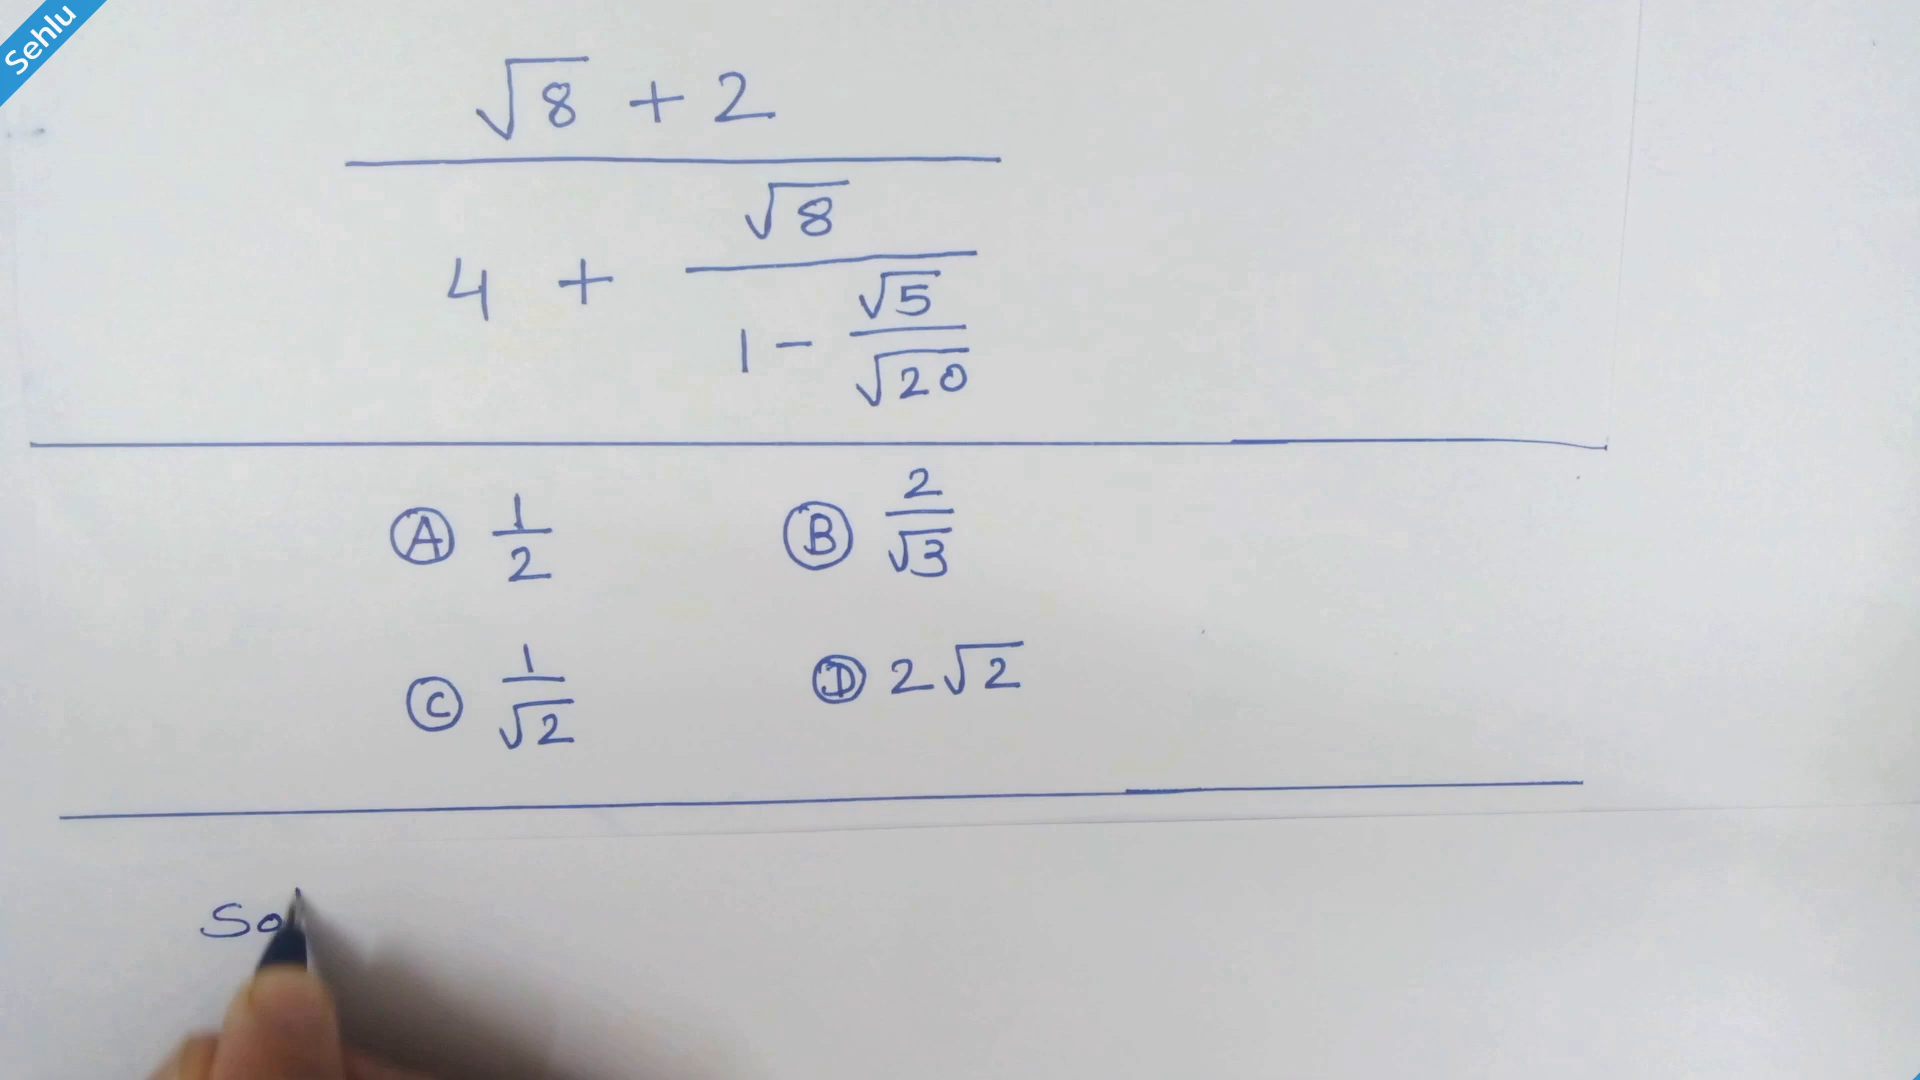 Sehlu
√8 + 2
4 + √8
1 - √5
√20
Ⓐ 1/2 Ⓑ 2/√3
Ⓒ 1/√2 Ⓓ 2√2
So